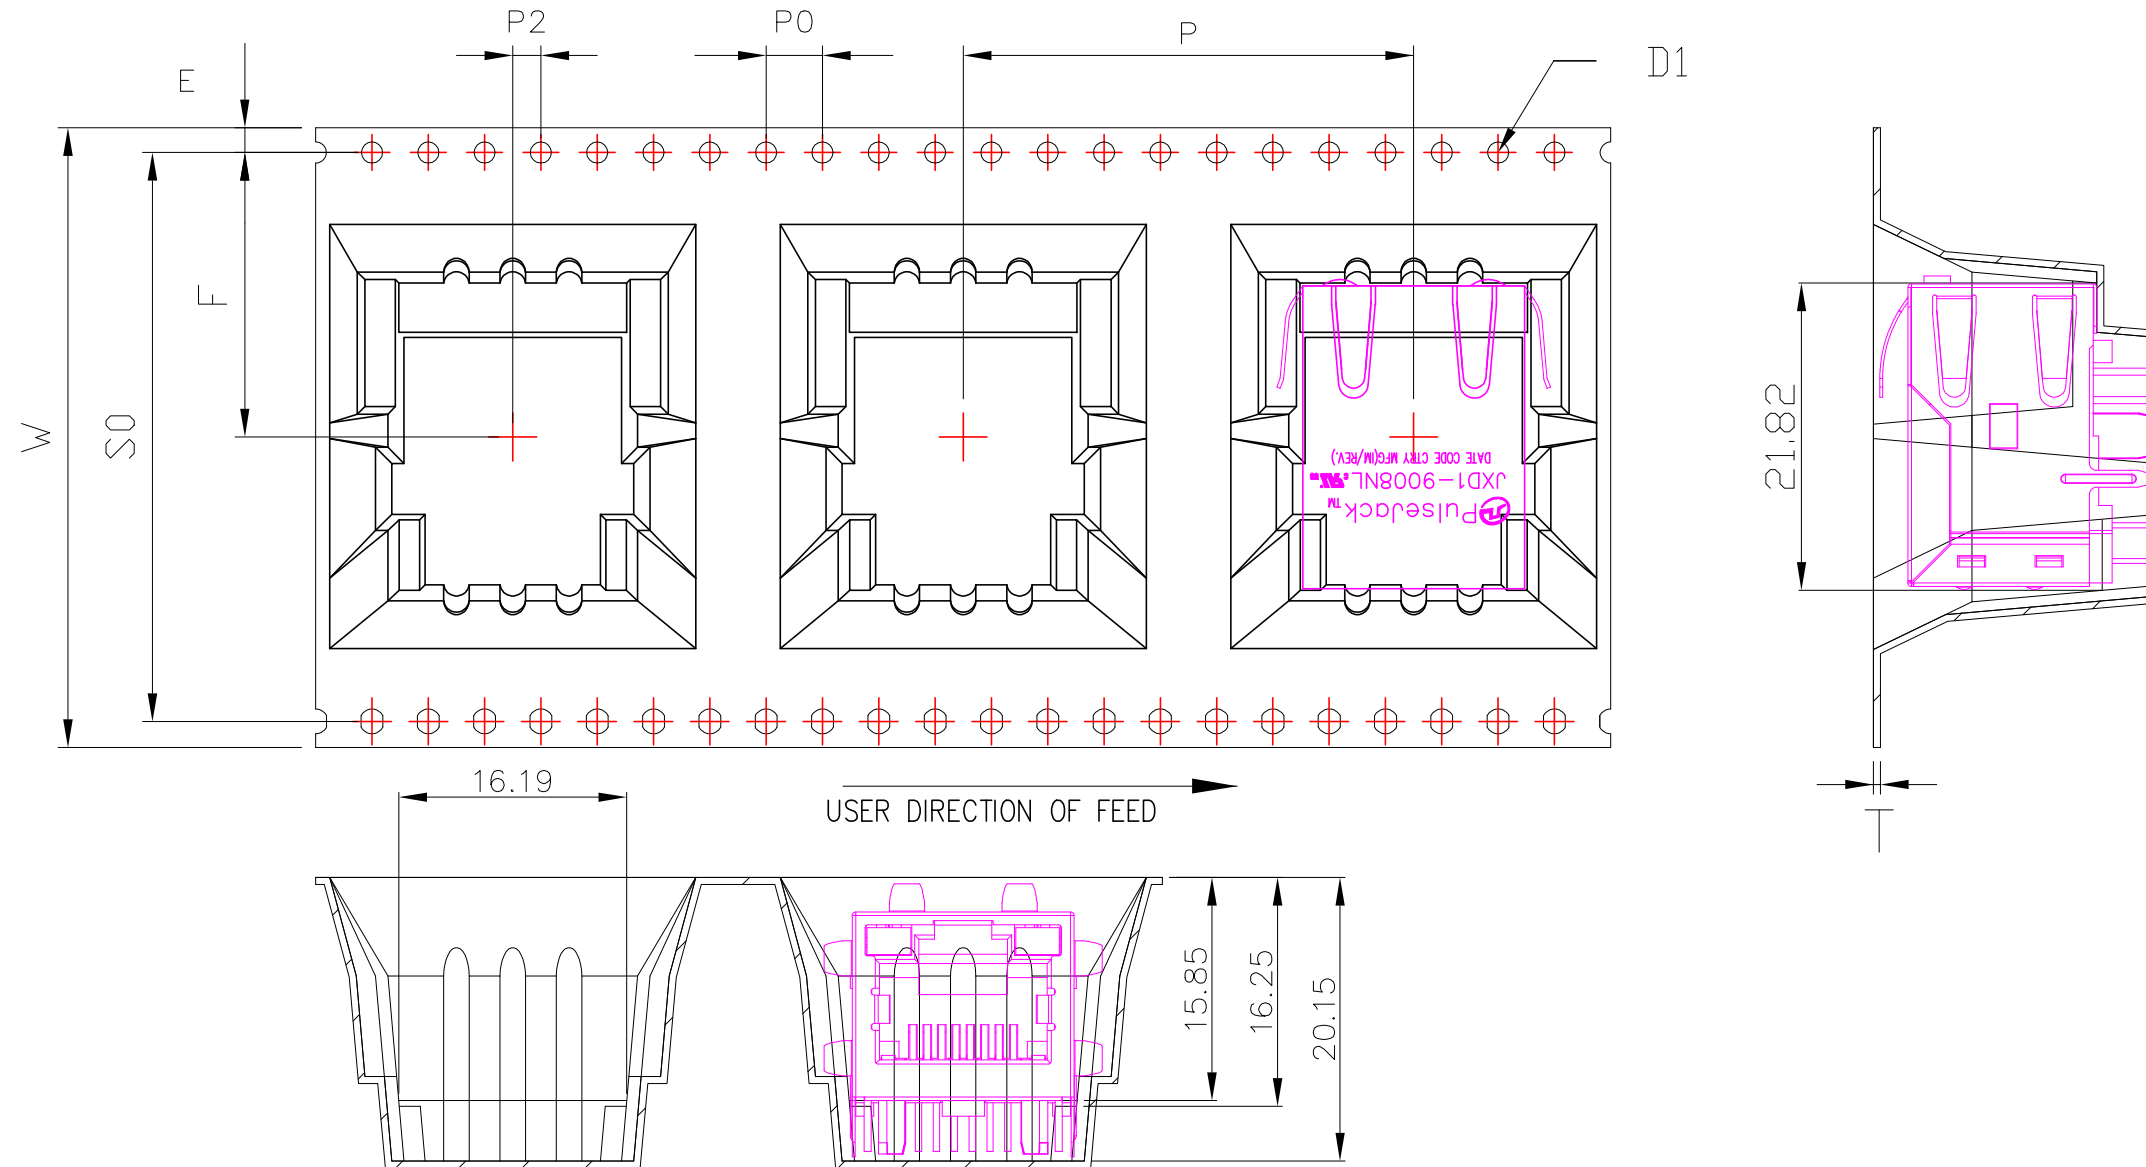 P2
P0
P
D1
E
F
W
S0
21.82
T
DATE CODE CTRY MFG(IM/REV.)
JXD1-9008NL
PulseJack™
16.19
USER DIRECTION OF FEED
15.85
16.25
20.15